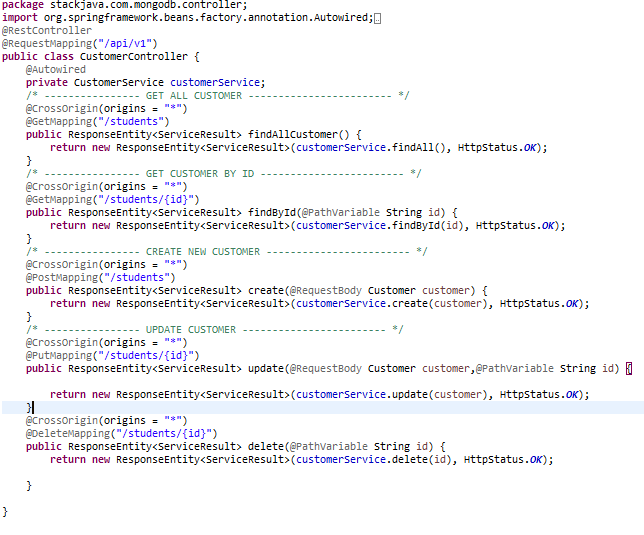 package stackjava.com.mongodb.controller;
import org.springframework.beans.factory.annotation.Autowired;
@RestController
@RequestMapping("/api/v1")
public class CustomerController {
    @Autowired
    private CustomerService customerService;
    /* ---------------- GET ALL CUSTOMER ------------------------ */
    @CrossOrigin(origins = "*")
    @GetMapping("/students")
    public ResponseEntity<ServiceResult> findAllCustomer() {
        return new ResponseEntity<ServiceResult>(customerService.findAll(), HttpStatus.OK);
    }
    /* ---------------- GET CUSTOMER BY ID ------------------------ */
    @CrossOrigin(origins = "*")
    @GetMapping("/students/{id}")
    public ResponseEntity<ServiceResult> findById(@PathVariable String id) {
        return new ResponseEntity<ServiceResult>(customerService.findById(id), HttpStatus.OK);
    }
    /* ---------------- CREATE NEW CUSTOMER ------------------------ */
    @CrossOrigin(origins = "*")
    @PostMapping("/students")
    public ResponseEntity<ServiceResult> create(@RequestBody Customer customer) {
        return new ResponseEntity<ServiceResult>(customerService.create(customer), HttpStatus.OK);
    }
    /* ---------------- UPDATE CUSTOMER ------------------------ */
    @CrossOrigin(origins = "*")
    @PutMapping("/students/{id}")
    public ResponseEntity<ServiceResult> update(@RequestBody Customer customer,@PathVariable String id) {
        return new ResponseEntity<ServiceResult>(customerService.update(customer), HttpStatus.OK);
    }
    @CrossOrigin(origins = "*")
    @DeleteMapping("/students/{id}")
    public ResponseEntity<ServiceResult> delete(@PathVariable String id) {
        return new ResponseEntity<ServiceResult>(customerService.delete(id), HttpStatus.OK);
    }
}